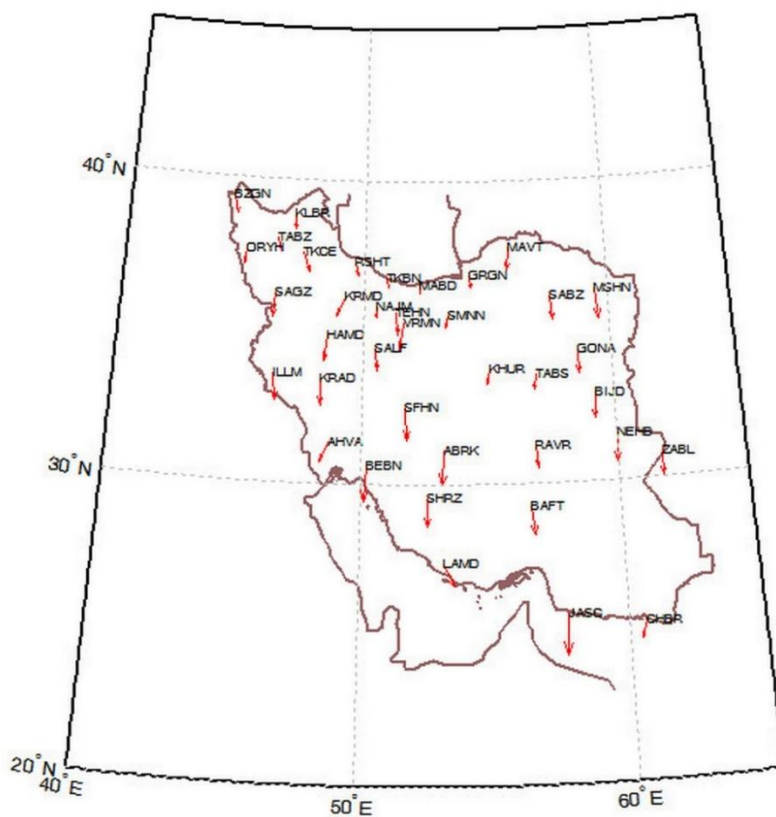 40°N
BZGN
KLBR
TABZ
ORYH
TKCE
MAVT
RSHT
GRGN
TKBN
MABD
MSHN
SAGZ
KRMD
SABZ
NAJM
TEHN
SMNN
VRMN
HAMD
SALF
GONA
ILLM
KRAD
KHUR
TABS
BIJD
SFHN
NEHB
AHVA
ABRK
RAVR
ZABL
30°N
BEBN
SHRZ
BAFT
LAMD
JASC
CHBR
20°N
40°E
50°E
60°E